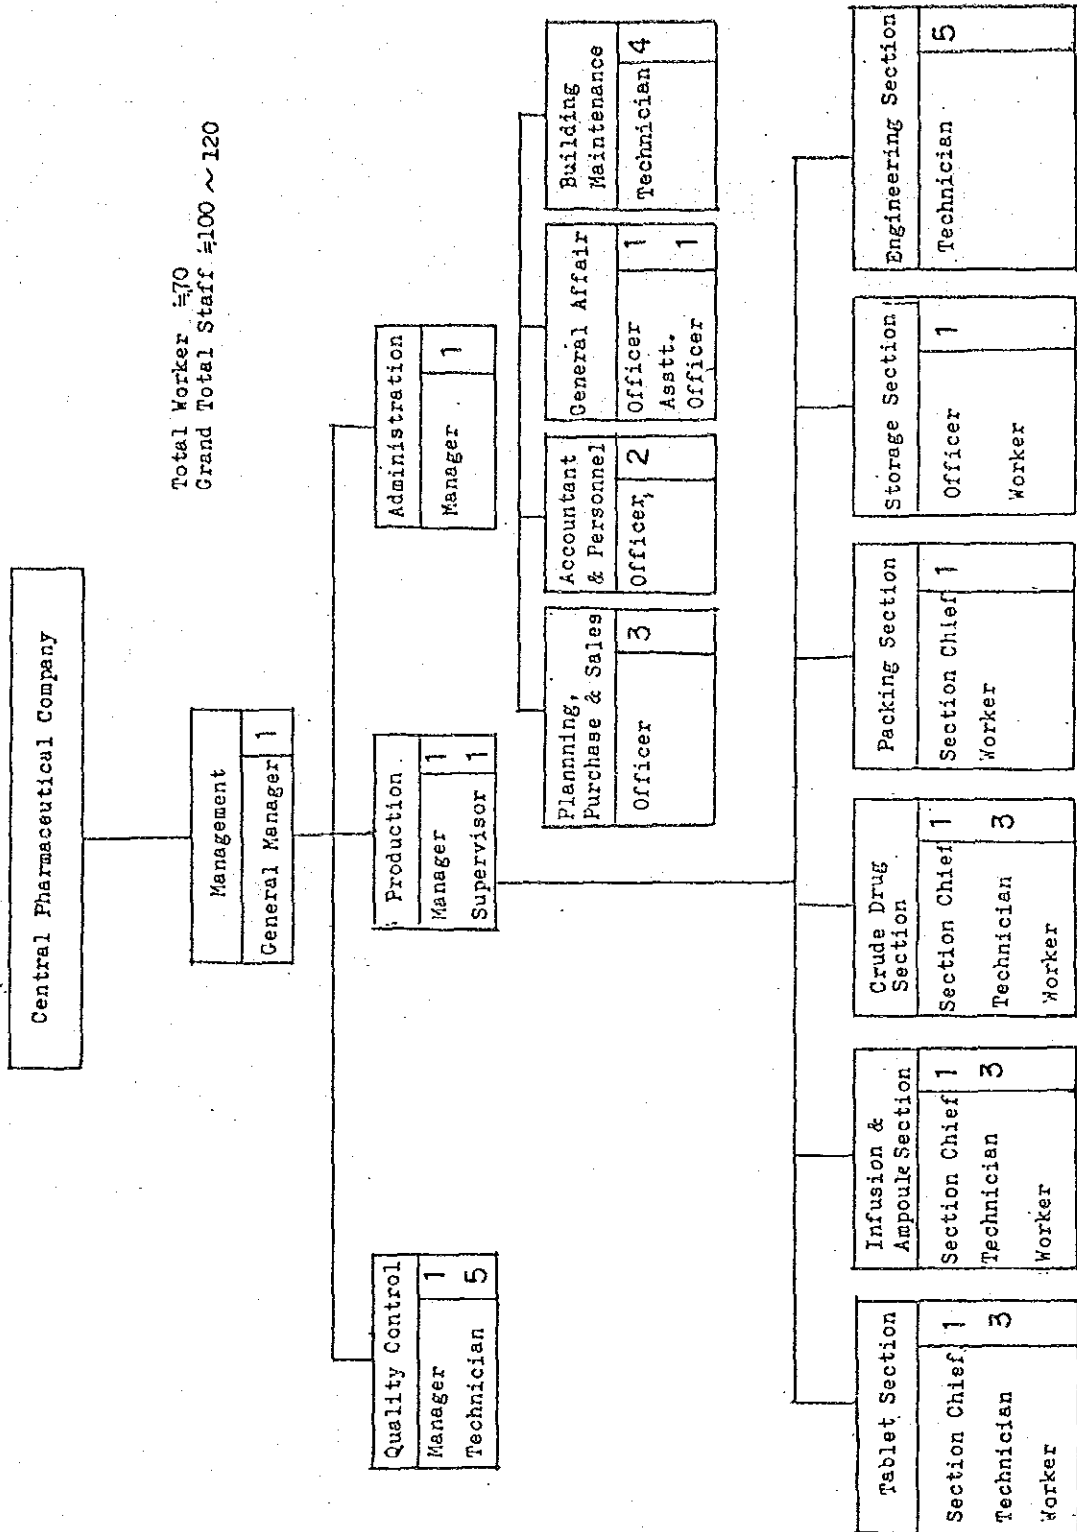 Central Pharmaceutical Company
Total Worker ≒70
Grand Total Staff ≒100～120
Management
General Manager 1
Quality Control
Manager 1
Technician 5
Production
Manager 1
Supervisor 1
Administration
Manager 1
Plannning,
Purchase & Sales
Officer 3
Accountant
& Personnel
Officer, 2
General Affair
Officer 1
Asstt.
Officer 1
Building
Maintenance
Technician 4
Tablet Section
Section Chief 1
Technician 3
Worker
Infusion &
Ampoule Section
Section Chief 1
Technician 3
Worker
Crude Drug
Section
Section Chief 1
Technician 3
Worker
Packing Section
Section Chief 1
Worker
Storage Section
Officer 1
Worker
Engineering Section
Technician 5